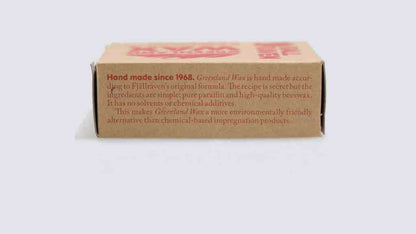 Hand made since 1968. Greenland Wax is hand made accor-
ding to Fjällräven's original formula. The recipe is secret but the
ingredients are simple: pure paraffin and high-quality beeswax.
It has no solvents or chemical additives.
This makes Greenland Wax a more environmentally friendly
alternative than chemical-based impregnation products.